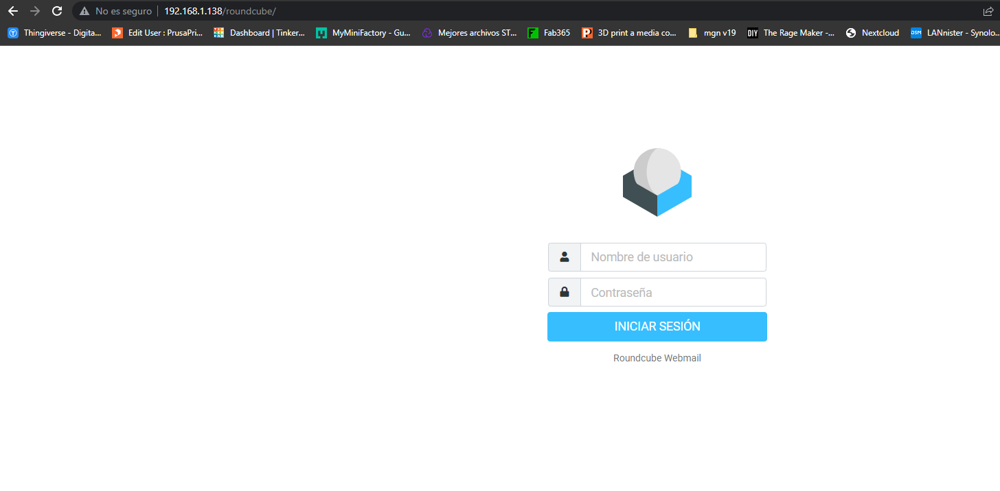 No es seguro 192.168.1.138/roundcube/
Thingiverse - Digita... Edit User : PrusaPri... Dashboard | Tinker... MyMiniFactory - Gu... Mejores archivos ST... Fab365 3D print a media co... mgn v19 DIY The Rage Maker -... Nextcloud DSM LANnister - Synolo...
Nombre de usuario
Contraseña
INICIAR SESIÓN
Roundcube Webmail